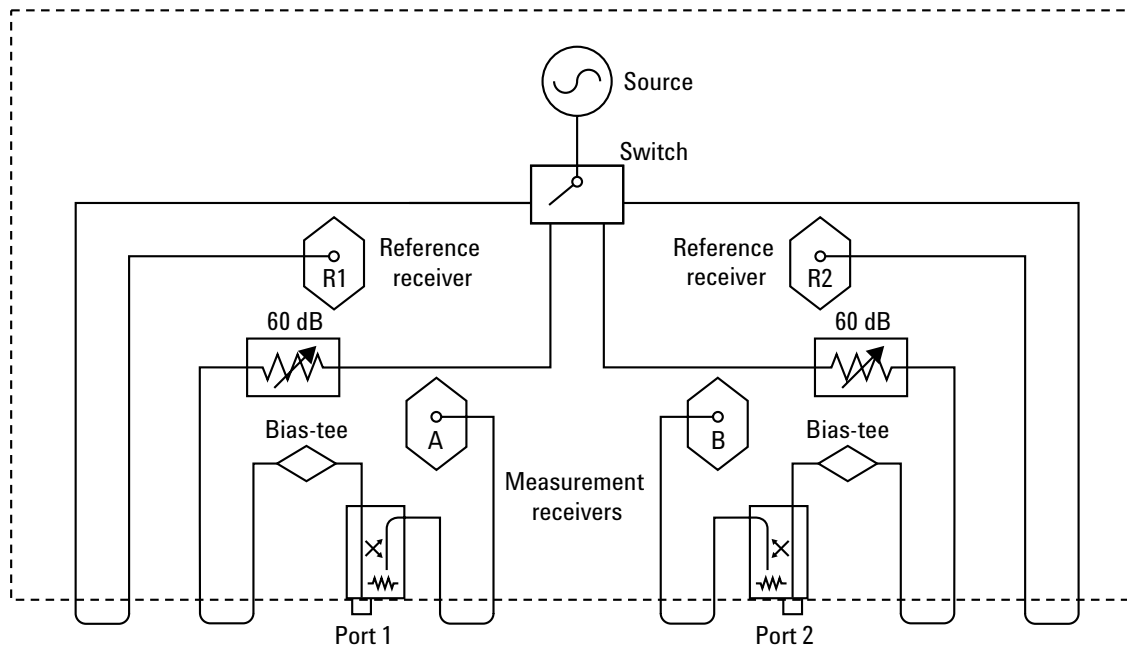 Source
Switch
Reference
receiver
R1
Reference
receiver
R2
60 dB
60 dB
A
B
Bias-tee
Bias-tee
Measurement
receivers
Port 1
Port 2